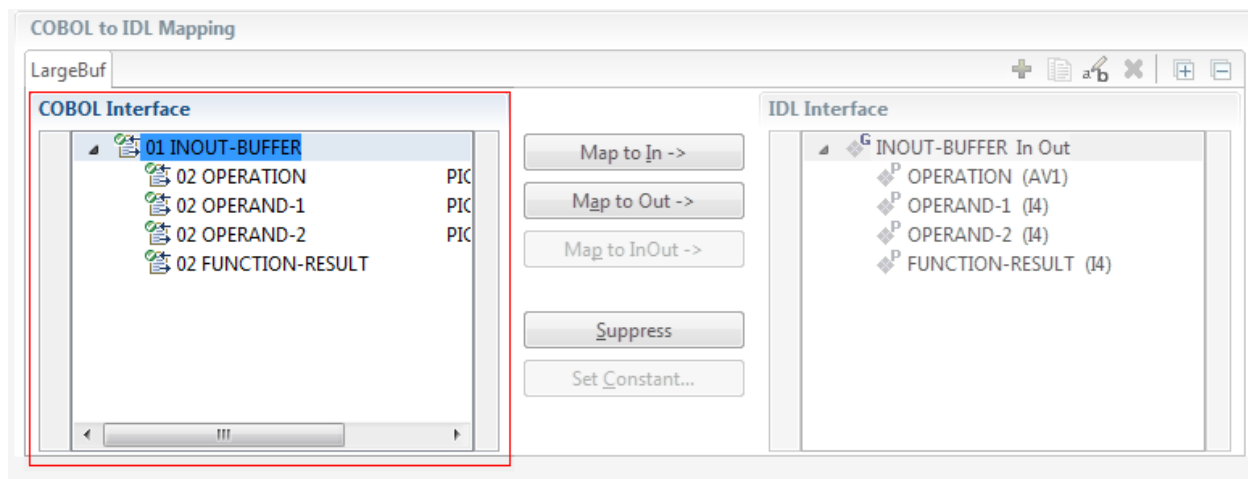 COBOL to IDL Mapping
LargeBuf
COBOL Interface
01 INOUT-BUFFER
02 OPERATION PIC
02 OPERAND-1 PIC
02 OPERAND-2 PIC
02 FUNCTION-RESULT
Map to In ->
Map to Out ->
Map to InOut ->
Suppress
Set Constant...
IDL Interface
INOUT-BUFFER In Out
OPERATION (AV1)
OPERAND-1 (I4)
OPERAND-2 (I4)
FUNCTION-RESULT (I4)